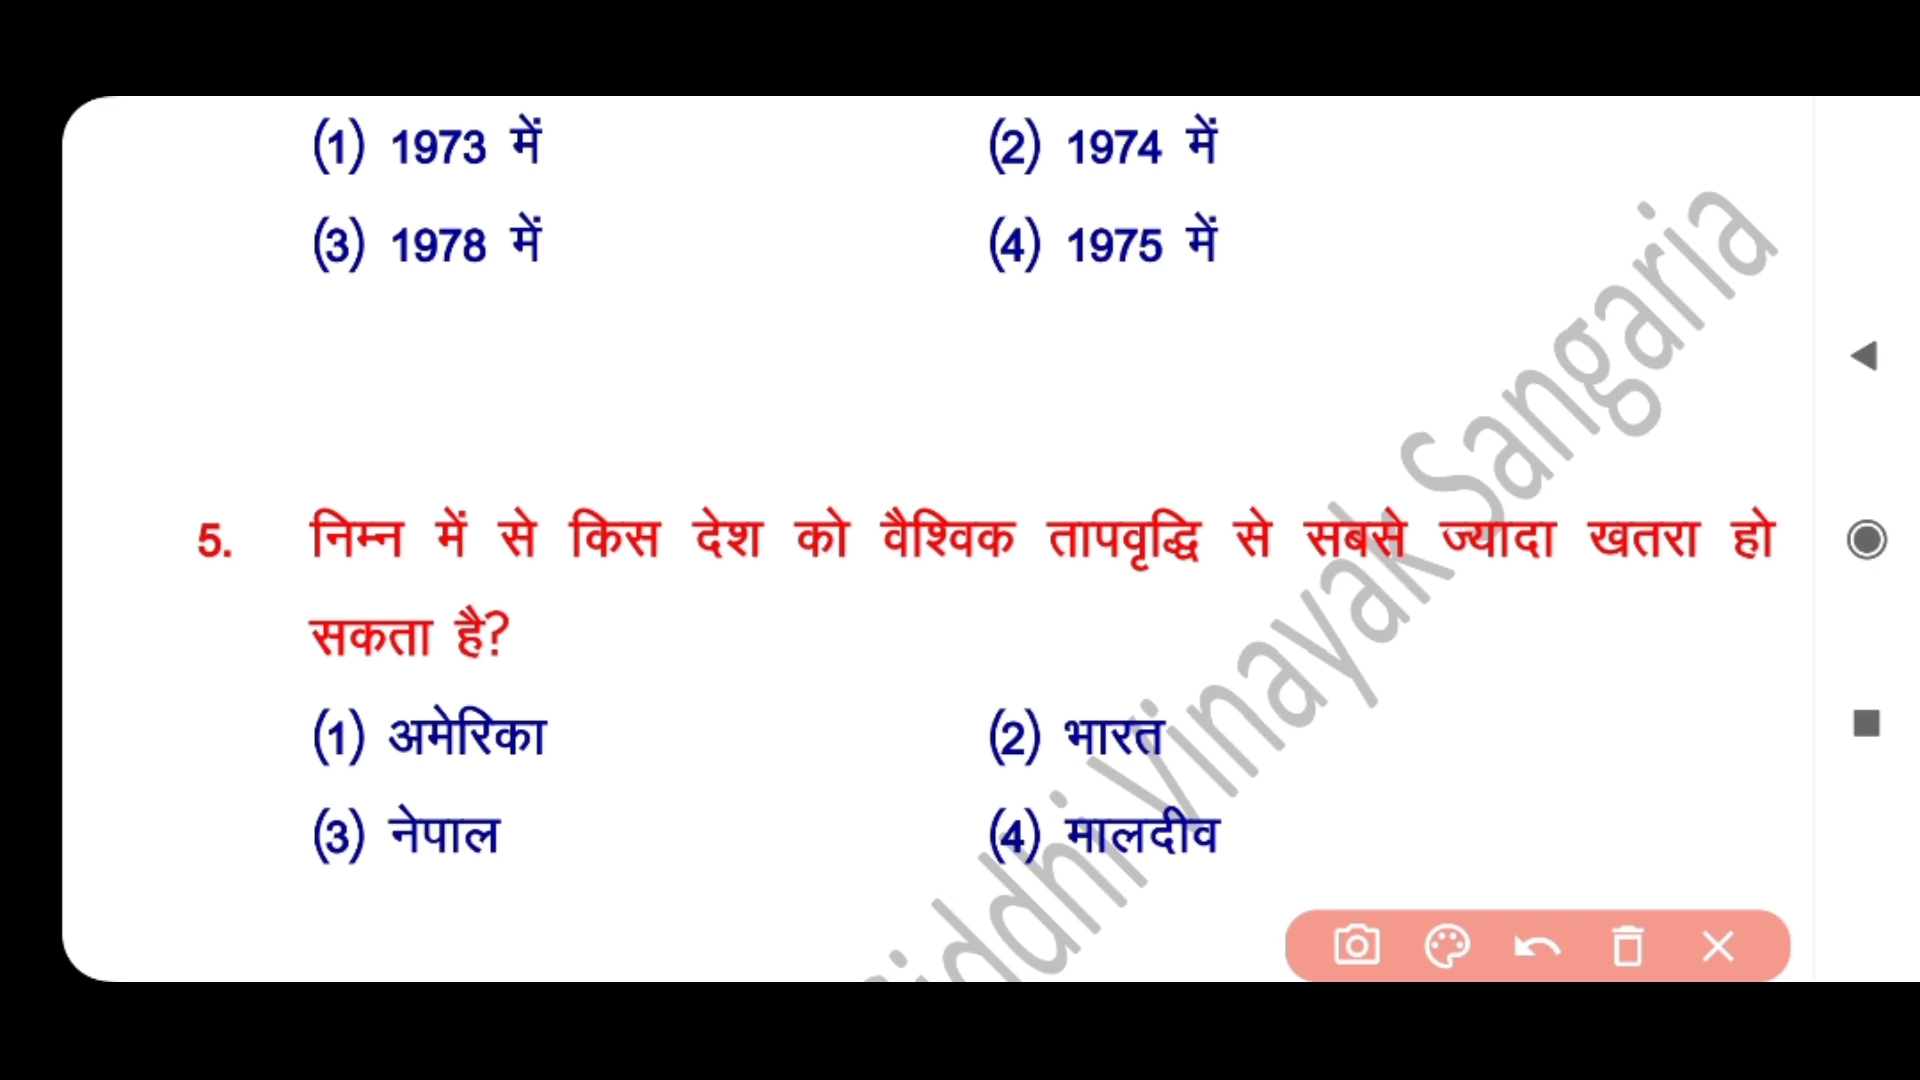 (1) 1973 में (2) 1974 में
(3) 1978 में (4) 1975 में
5. निम्न में से किस देश को वैश्विक तापवृद्धि से सबसे ज्यादा खतरा हो
सकता है?
(1) अमेरिका (2) भारत
(3) नेपाल (4) मालदीव
Siddhi Vinayak Sangaria